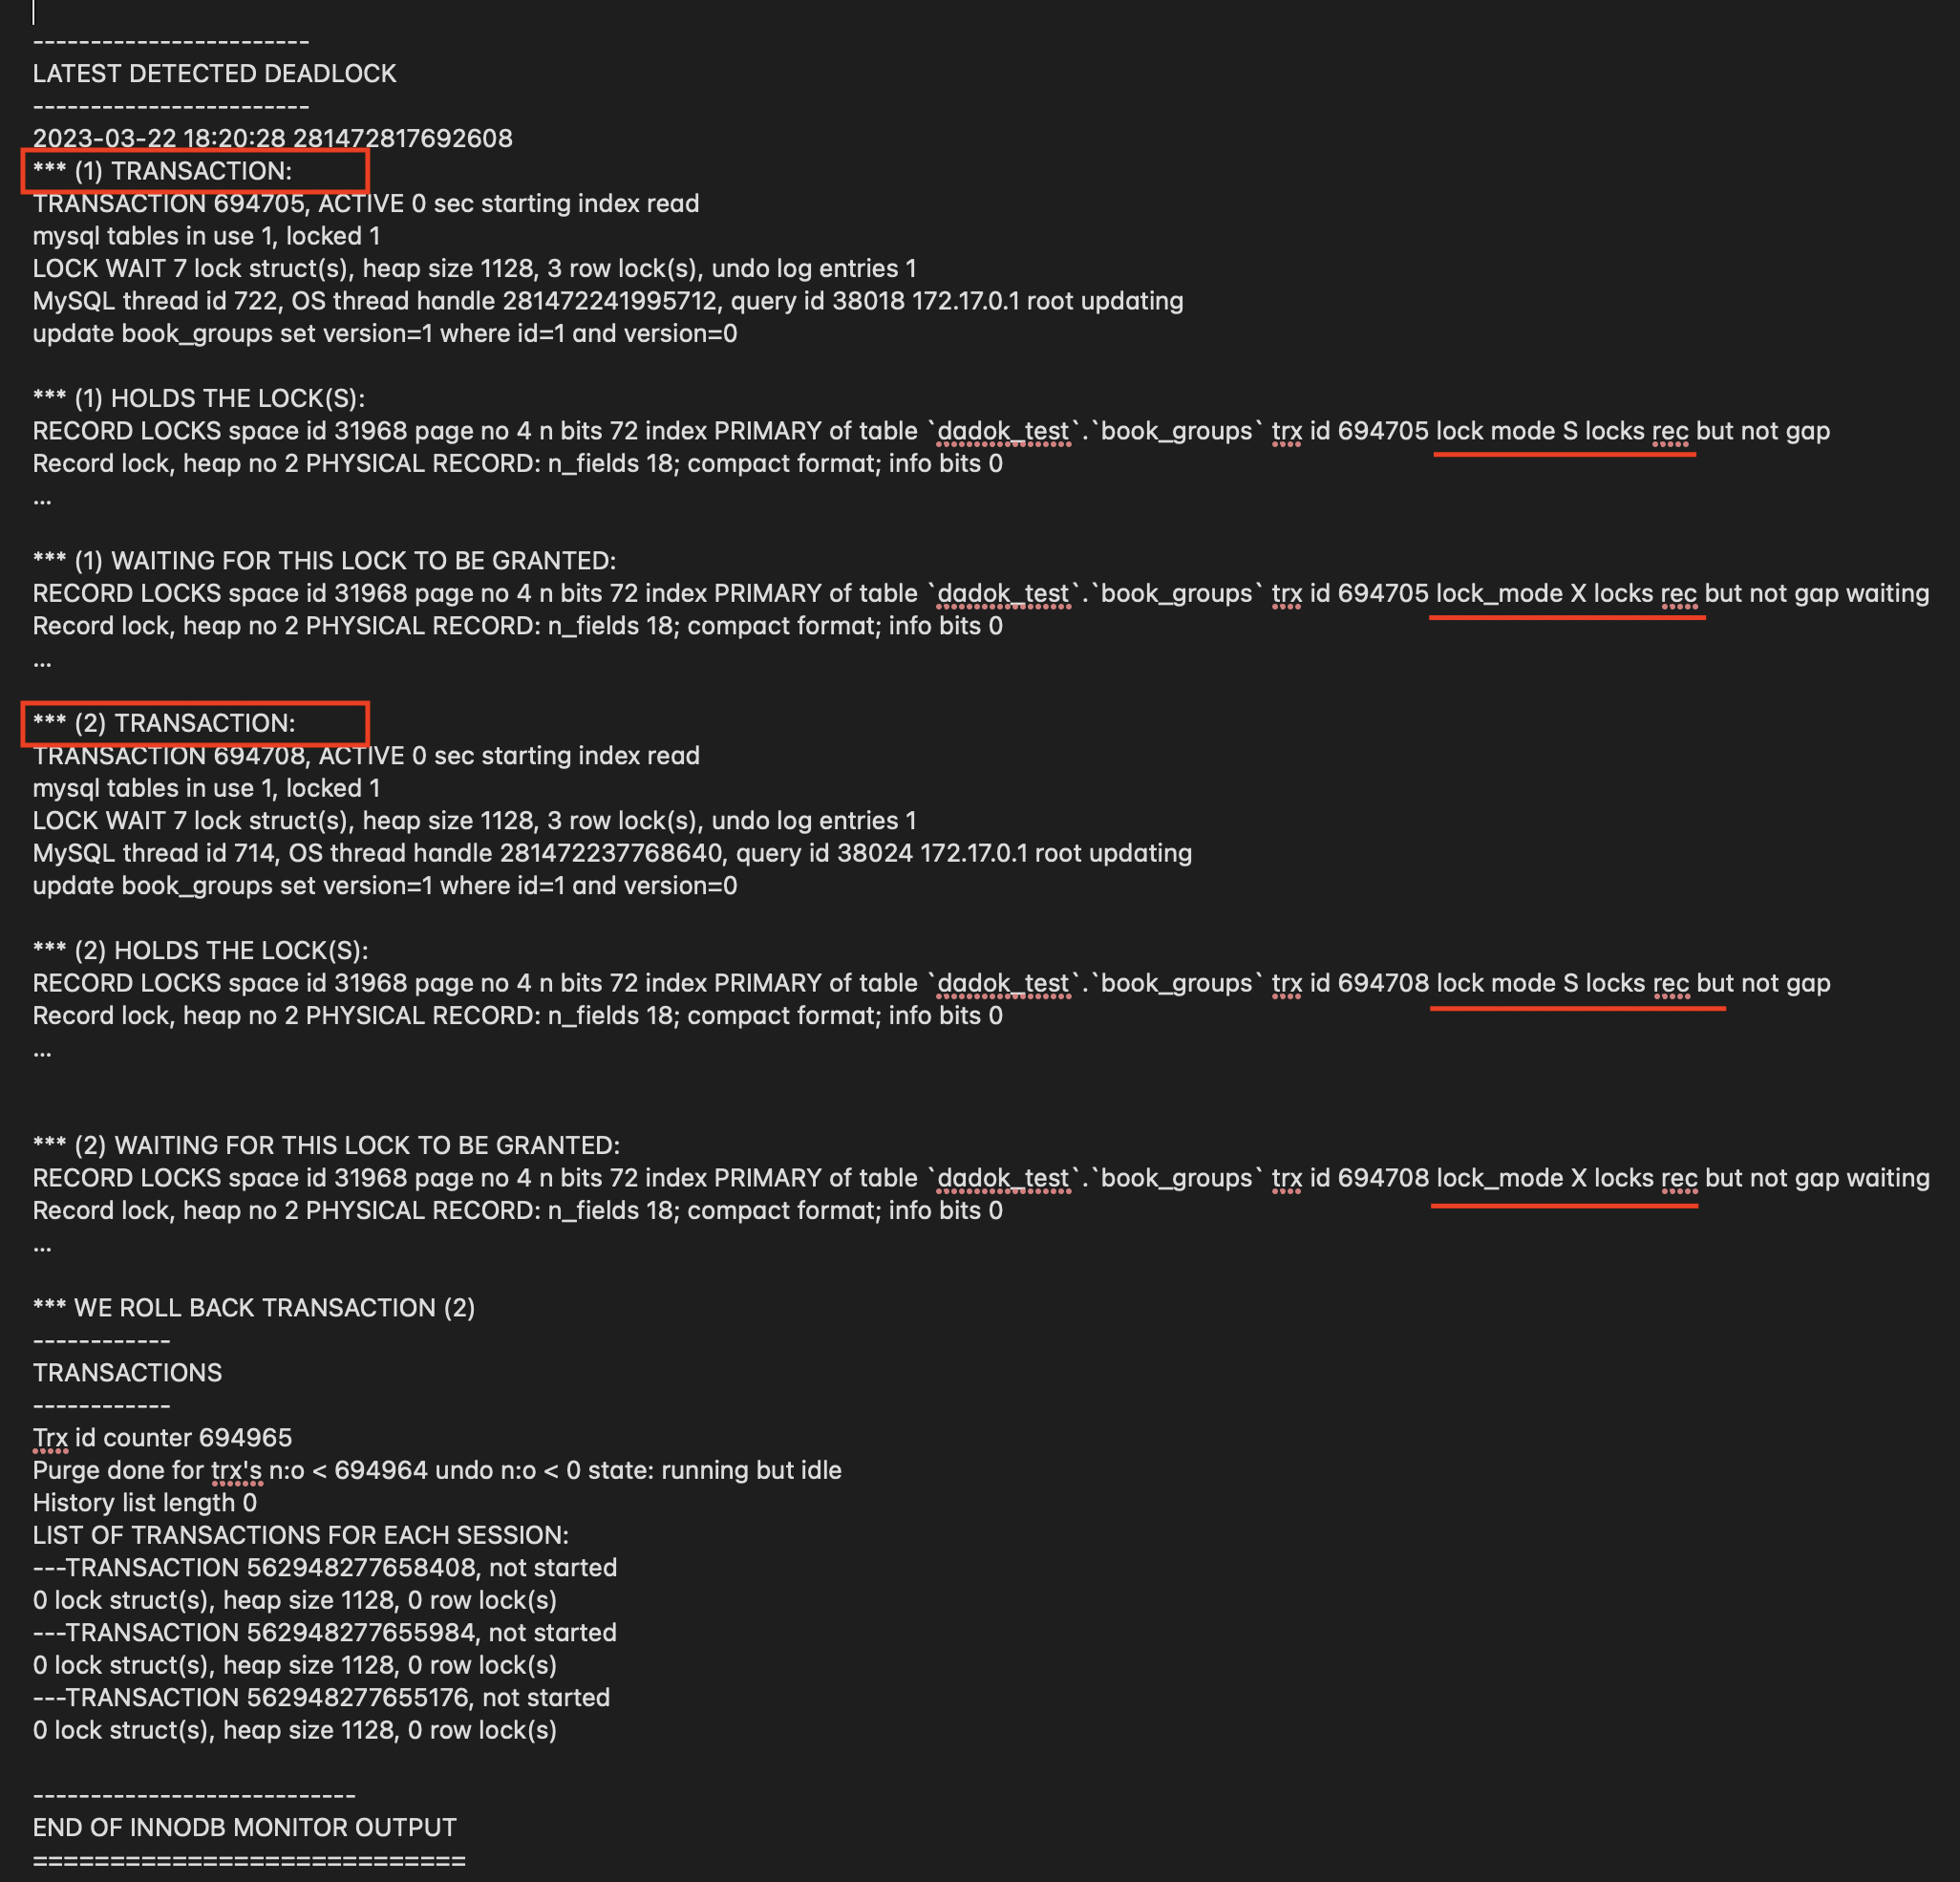 ------------------------
LATEST DETECTED DEADLOCK
------------------------
2023-03-22 18:20:28 281472817692608
*** (1) TRANSACTION:
TRANSACTION 694705, ACTIVE 0 sec starting index read
mysql tables in use 1, locked 1
LOCK WAIT 7 lock struct(s), heap size 1128, 3 row lock(s), undo log entries 1
MySQL thread id 722, OS thread handle 281472241995712, query id 38018 172.17.0.1 root updating
update book_groups set version=1 where id=1 and version=0
*** (1) HOLDS THE LOCK(S):
RECORD LOCKS space id 31968 page no 4 n bits 72 index PRIMARY of table `dadok_test`.`book_groups` trx id 694705 lock mode S locks rec but not gap
Record lock, heap no 2 PHYSICAL RECORD: n_fields 18; compact format; info bits 0
...
*** (1) WAITING FOR THIS LOCK TO BE GRANTED:
RECORD LOCKS space id 31968 page no 4 n bits 72 index PRIMARY of table `dadok_test`.`book_groups` trx id 694705 lock_mode X locks rec but not gap waiting
Record lock, heap no 2 PHYSICAL RECORD: n_fields 18; compact format; info bits 0
...
*** (2) TRANSACTION:
TRANSACTION 694708, ACTIVE 0 sec starting index read
mysql tables in use 1, locked 1
LOCK WAIT 7 lock struct(s), heap size 1128, 3 row lock(s), undo log entries 1
MySQL thread id 714, OS thread handle 281472237768640, query id 38024 172.17.0.1 root updating
update book_groups set version=1 where id=1 and version=0
*** (2) HOLDS THE LOCK(S):
RECORD LOCKS space id 31968 page no 4 n bits 72 index PRIMARY of table `dadok_test`.`book_groups` trx id 694708 lock mode S locks rec but not gap
Record lock, heap no 2 PHYSICAL RECORD: n_fields 18; compact format; info bits 0
...
*** (2) WAITING FOR THIS LOCK TO BE GRANTED:
RECORD LOCKS space id 31968 page no 4 n bits 72 index PRIMARY of table `dadok_test`.`book_groups` trx id 694708 lock_mode X locks rec but not gap waiting
Record lock, heap no 2 PHYSICAL RECORD: n_fields 18; compact format; info bits 0
...
*** WE ROLL BACK TRANSACTION (2)
------------
TRANSACTIONS
------------
Trx id counter 694965
Purge done for trx's n:o < 694964 undo n:o < 0 state: running but idle
History list length 0
LIST OF TRANSACTIONS FOR EACH SESSION:
---TRANSACTION 562948277658408, not started
0 lock struct(s), heap size 1128, 0 row lock(s)
---TRANSACTION 562948277655984, not started
0 lock struct(s), heap size 1128, 0 row lock(s)
---TRANSACTION 562948277655176, not started
0 lock struct(s), heap size 1128, 0 row lock(s)
----------------------------
END OF INNODB MONITOR OUTPUT
============================